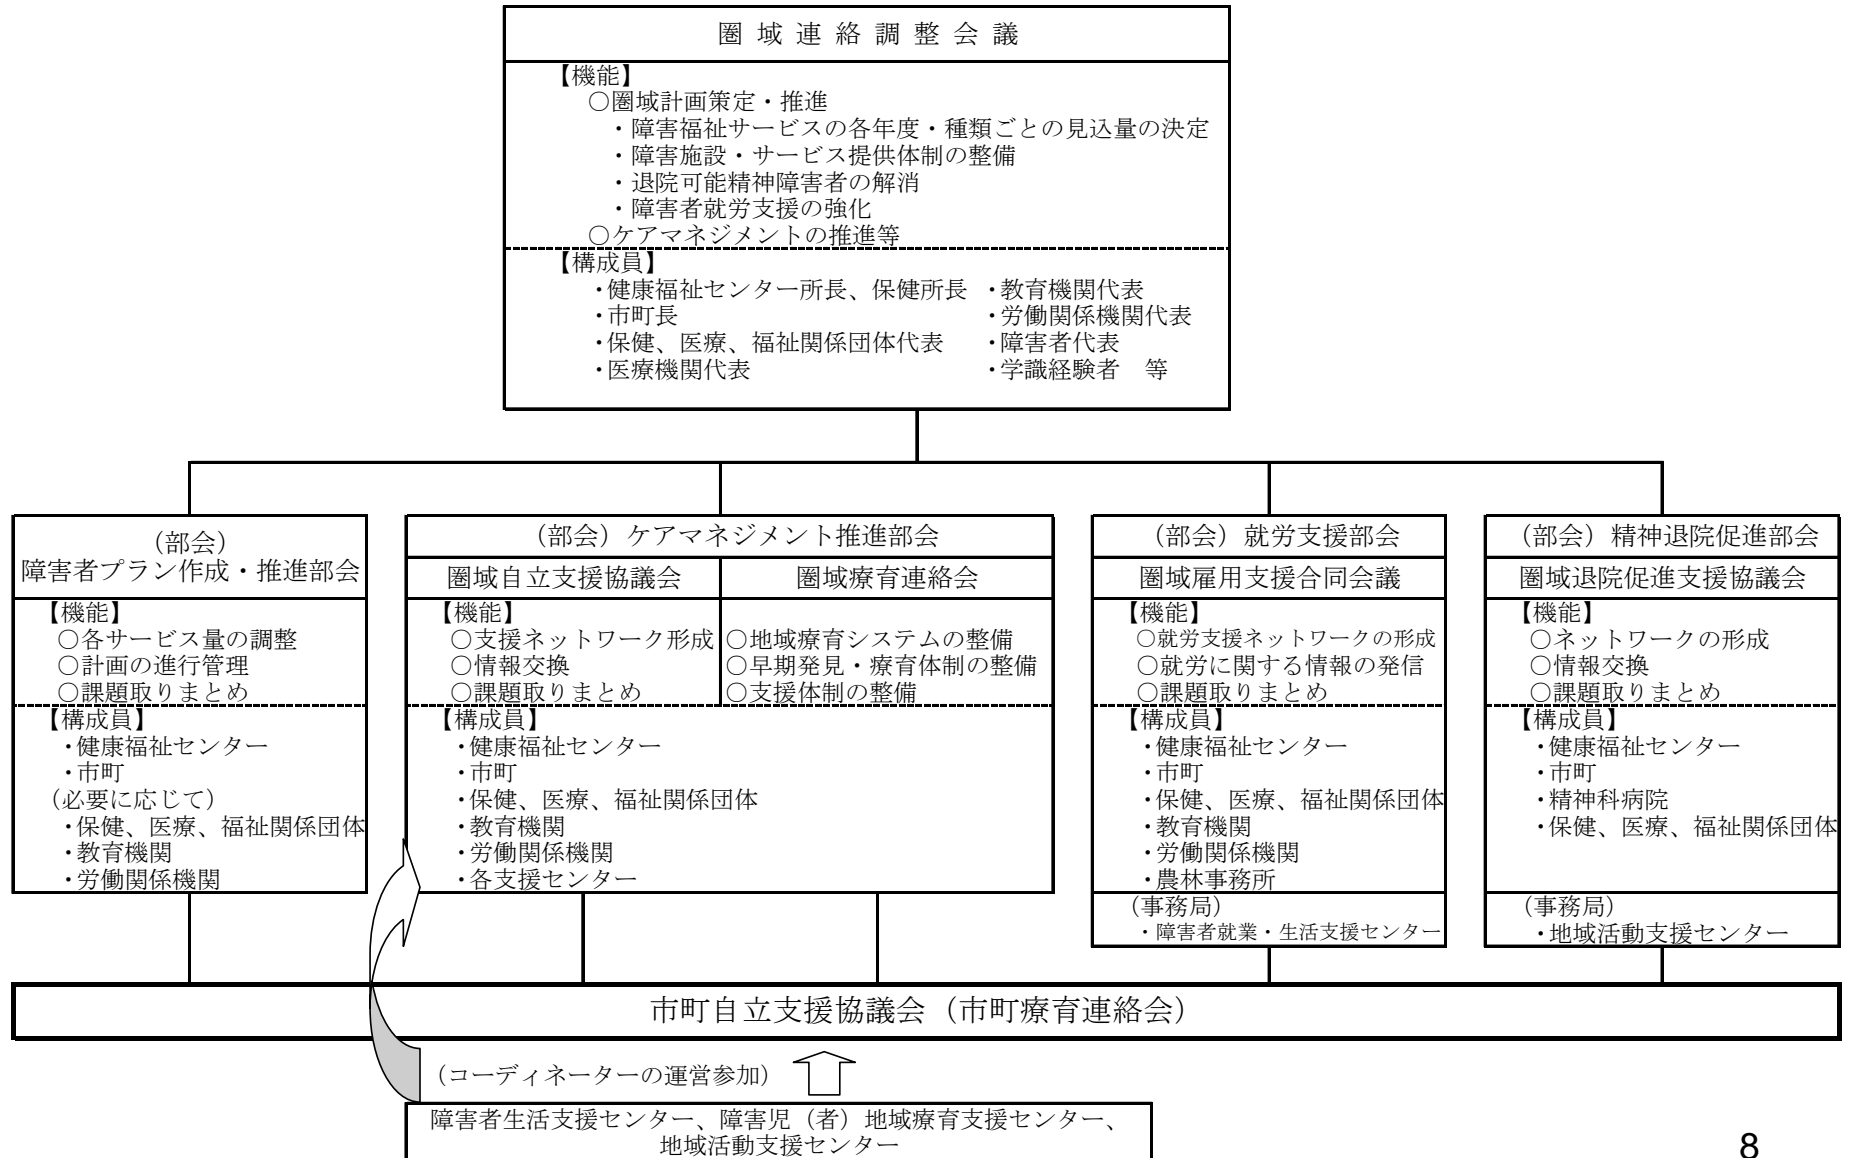 圏域連絡調整会議
【機能】
○圏域計画策定・推進
・障害福祉サービスの各年度・種類ごとの見込量の決定
・障害施設・サービス提供体制の整備
・退院可能精神障害者の解消
・障害者就労支援の強化
○ケアマネジメントの推進等
【構成員】
・健康福祉センター所長、保健所長
・市町長
・保健、医療、福祉関係団体代表
・医療機関代表
・教育機関代表
・労働関係機関代表
・障害者代表
・学識経験者　等
(部会)
障害者プラン作成・推進部会
【機能】
○各サービス量の調整
○計画の進行管理
○課題取りまとめ
【構成員】
・健康福祉センター
・市町
(必要に応じて)
・保健、医療、福祉関係団体
・教育機関
・労働関係機関
(部会) ケアマネジメント推進部会
圏域自立支援協議会
圏域療育連絡会
【機能】
○支援ネットワーク形成
○情報交換
○課題取りまとめ
○地域療育システムの整備
○早期発見・療育体制の整備
○支援体制の整備
【構成員】
・健康福祉センター
・市町
・保健、医療、福祉関係団体
・教育機関
・労働関係機関
・各支援センター
(部会) 就労支援部会
圏域雇用支援合同会議
【機能】
○就労支援ネットワークの形成
○就労に関する情報の発信
○課題取りまとめ
【構成員】
・健康福祉センター
・市町
・保健、医療、福祉関係団体
・教育機関
・労働関係機関
・農林事務所
(事務局)
・障害者就業・生活支援センター
(部会) 精神退院促進部会
圏域退院促進支援協議会
【機能】
○ネットワークの形成
○情報交換
○課題取りまとめ
【構成員】
・健康福祉センター
・市町
・精神科病院
・保健、医療、福祉関係団体
(事務局)
・地域活動支援センター
市町自立支援協議会 (市町療育連絡会)
(コーディネーターの運営参加)
障害者生活支援センター、障害児（者）地域療育支援センター、
地域活動支援センター
8